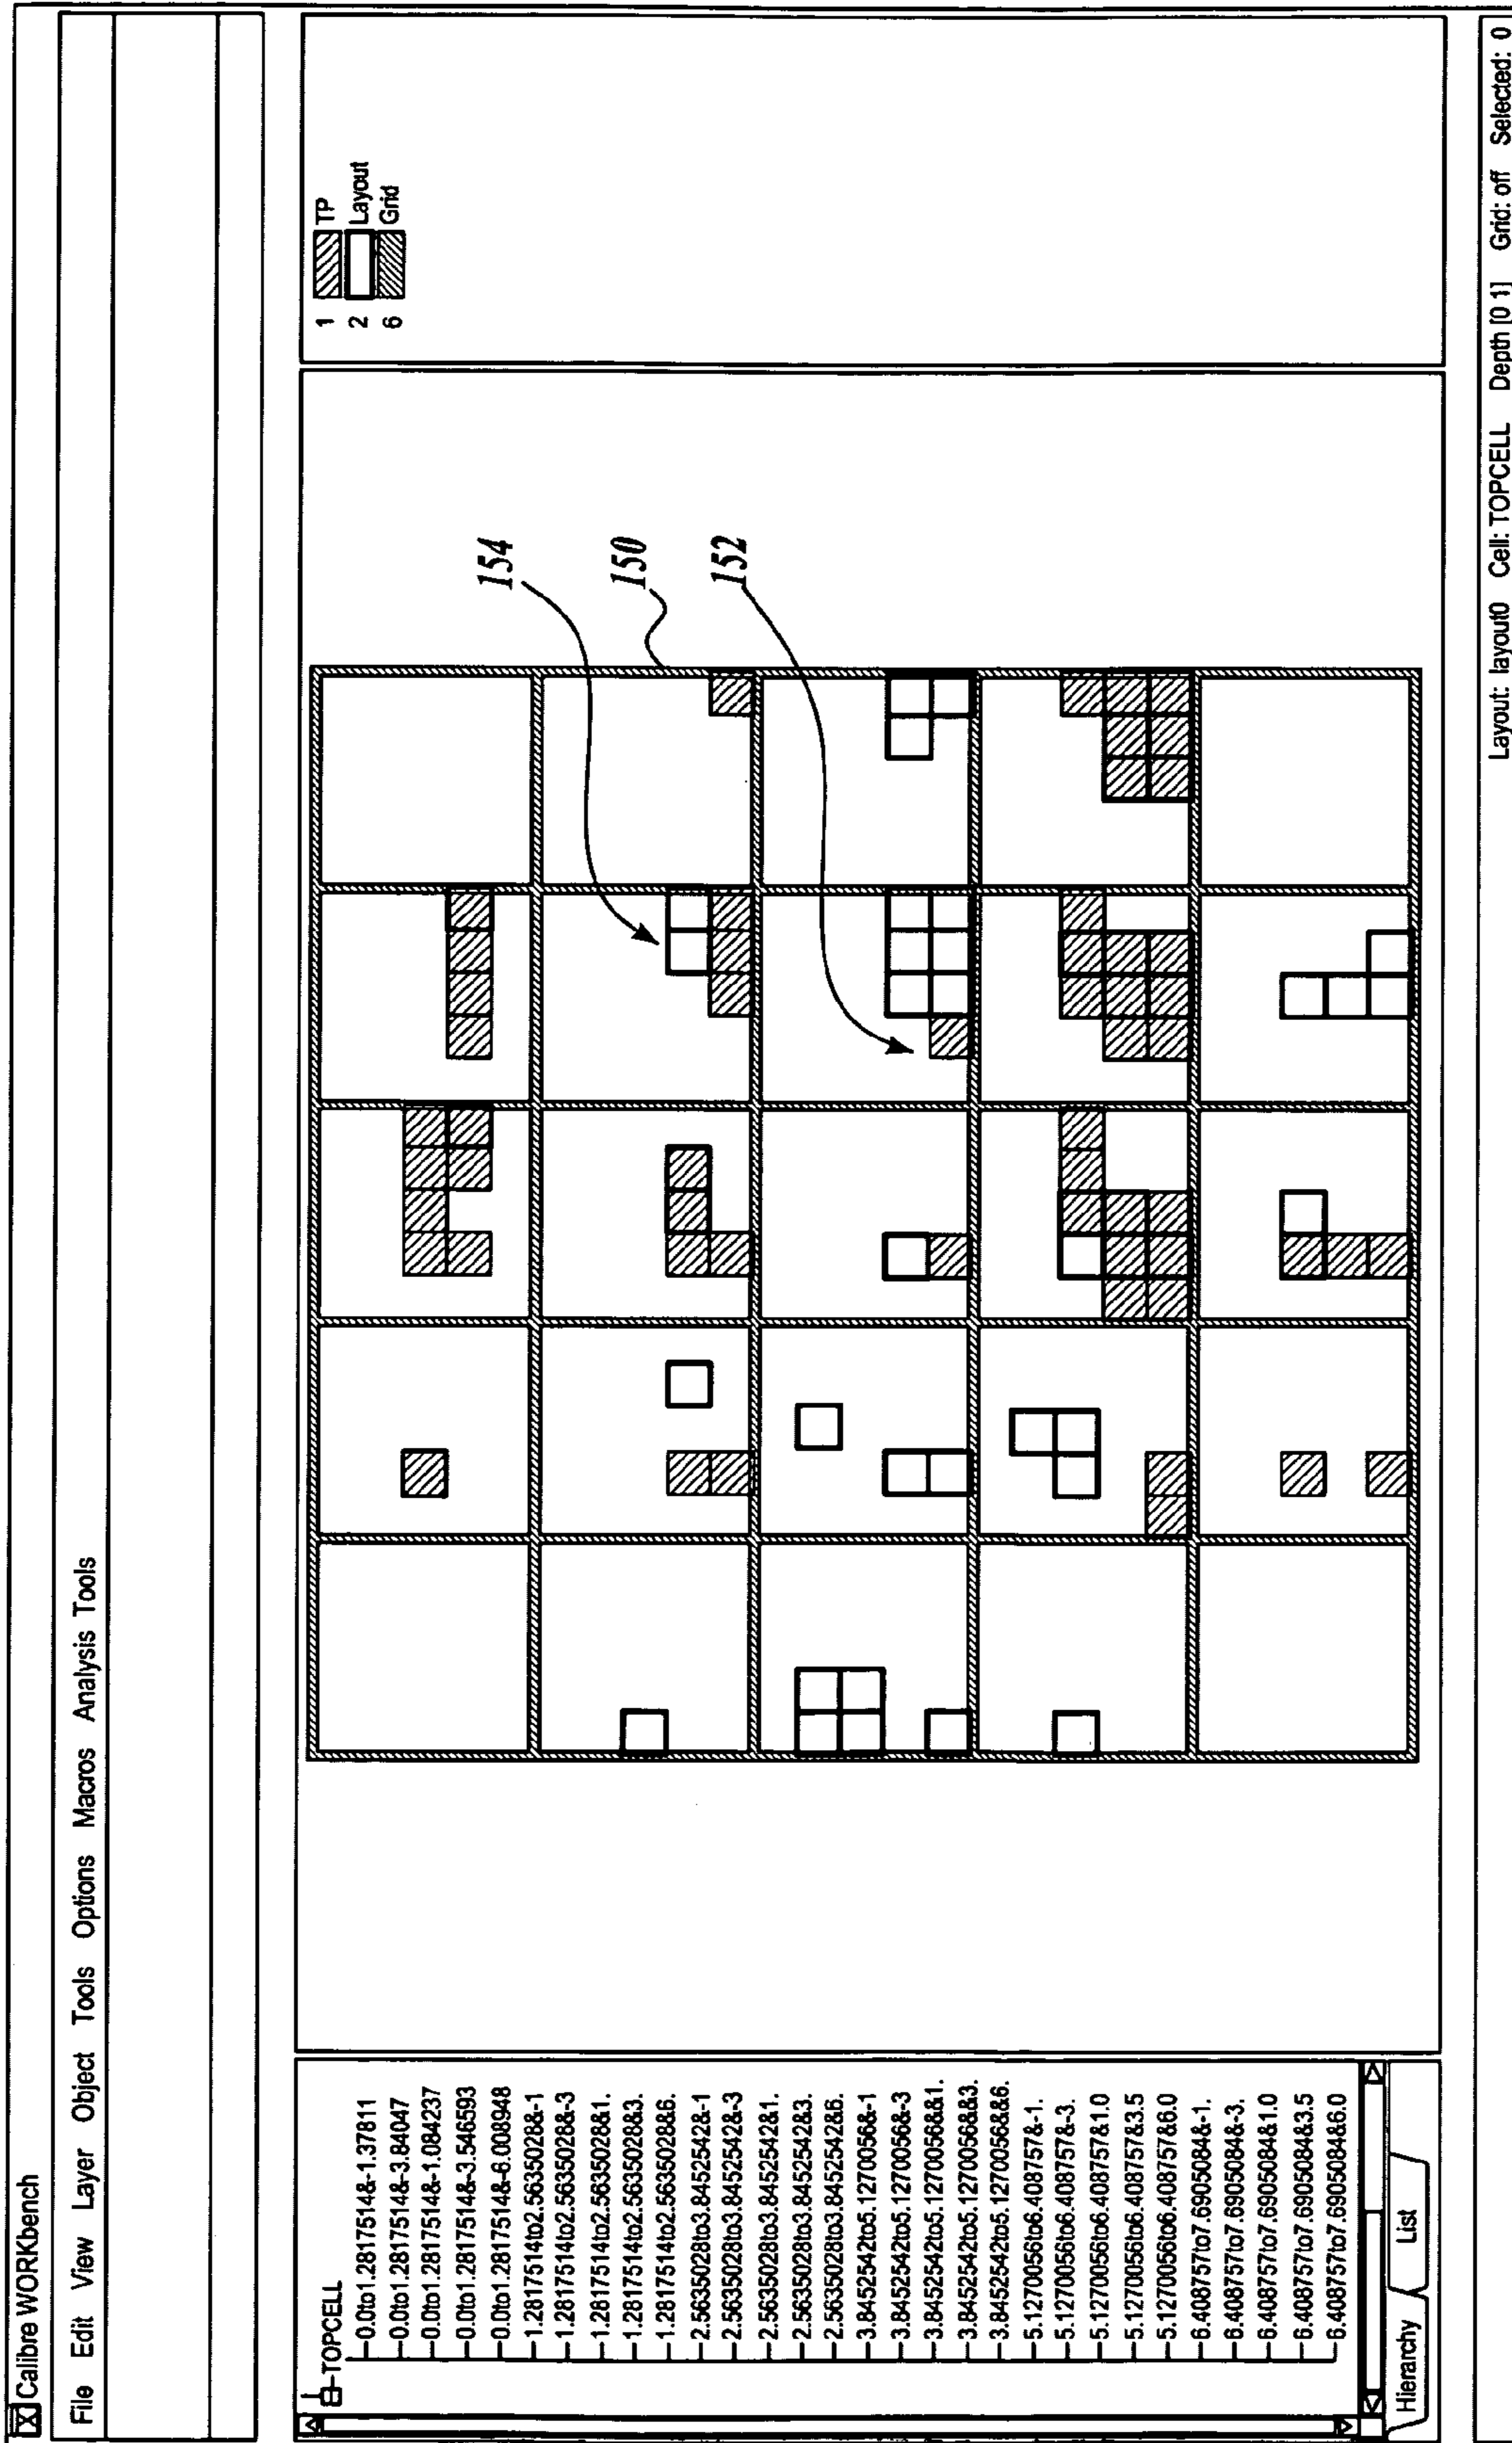 X Calibre WORKbench
File Edit View Layer Object Tools Options Macros Analysis Tools
TOPCELL
0.0to1.2817514&-1.37811
0.0to1.2817514&-3.84047
0.0to1.2817514&-1.084237
0.0to1.2817514&-3.546593
0.0to1.2817514&-6.008948
1.2817514to2.5635028&-1
1.2817514to2.5635028&-3
1.2817514to2.5635028&1.
1.2817514to2.5635028&3.
1.2817514to2.5635028&6.
2.5635028to3.8452542&-1
2.5635028to3.8452542&-3
2.5635028to3.8452542&1.
2.5635028to3.8452542&3.
2.5635028to3.8452542&6.
3.8452542to5.1270056&-1
3.8452542to5.1270056&-3
3.8452542to5.1270056&1.
3.8452542to5.1270056&3.
3.8452542to5.1270056&6.
5.1270056to6.408757&-1.
5.1270056to6.408757&-3.
5.1270056to6.408757&1.0
5.1270056to6.408757&3.5
5.1270056to6.408757&6.0
6.408757to7.6905084&-1.
6.408757to7.6905084&-3.
6.408757to7.6905084&1.0
6.408757to7.6905084&3.5
6.408757to7.6905084&6.0
Hierarchy List
154
150
152
1 TP
2 Layout
6 Grid
Layout: layout0 Cell: TOPCELL Depth [0 1] Grid: off Selected: 0